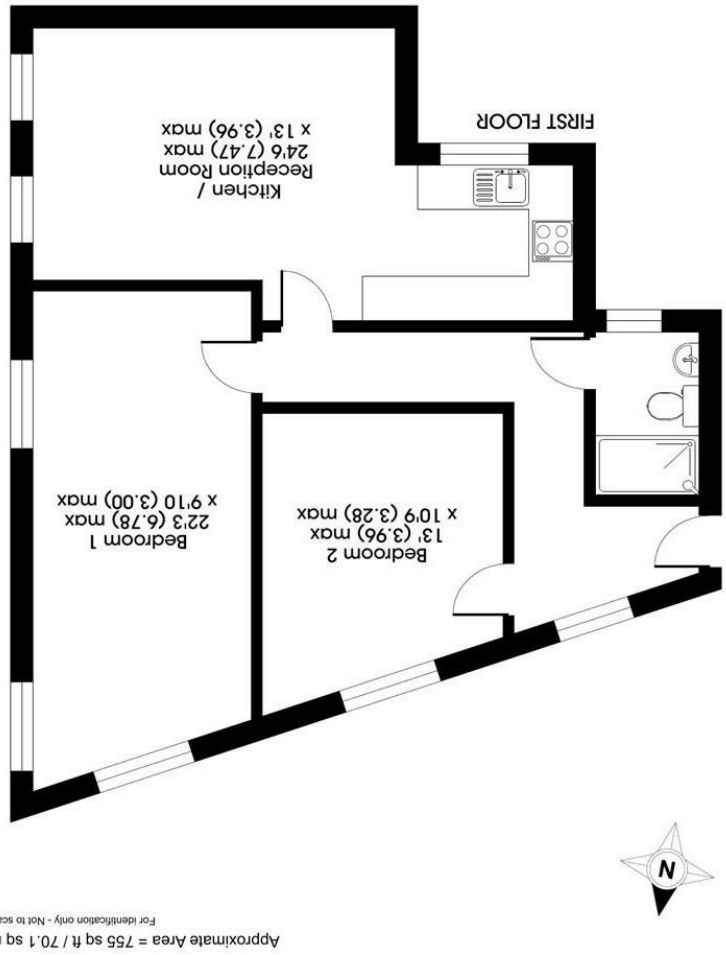 Approximate Area = 755 sq ft / 70.1 sq
For identification only - Not to
N
Bedroom 2
13' (3.96) max
x 10'9 (3.28) max
Bedroom 1
22'3 (6.78) max
x 9'10 (3.00) max
Kitchen /
Reception Room
24'6 (7.47) max
x 13' (3.96) max
FIRST FLOOR